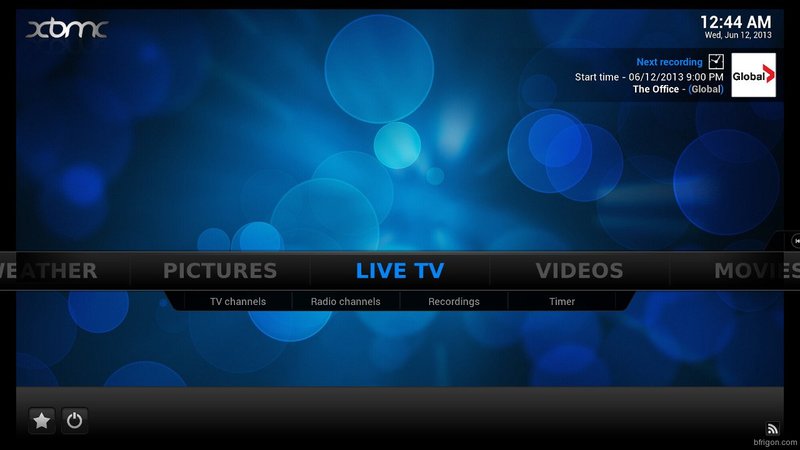 xbmc
12:44 AM
Wed, Jun 12, 2013
Next recording
Start time - 06/12/2013 9:00 PM
The Office - (Global)
Global
WEATHER PICTURES LIVE TV VIDEOS MOVIES
TV channels Radio channels Recordings Timer
bfrigon.com